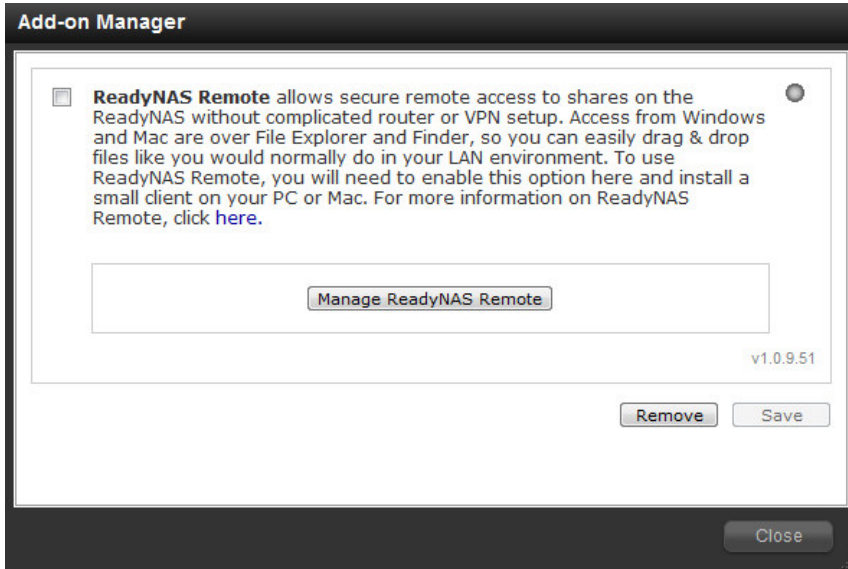 Add-on Manager
ReadyNAS Remote allows secure remote access to shares on the
ReadyNAS without complicated router or VPN setup. Access from Windows
and Mac are over File Explorer and Finder, so you can easily drag & drop
files like you would normally do in your LAN environment. To use
ReadyNAS Remote, you will need to enable this option here and install a
small client on your PC or Mac. For more information on ReadyNAS
Remote, click here.
Manage ReadyNAS Remote
v1.0.9.51
Remove Save
Close